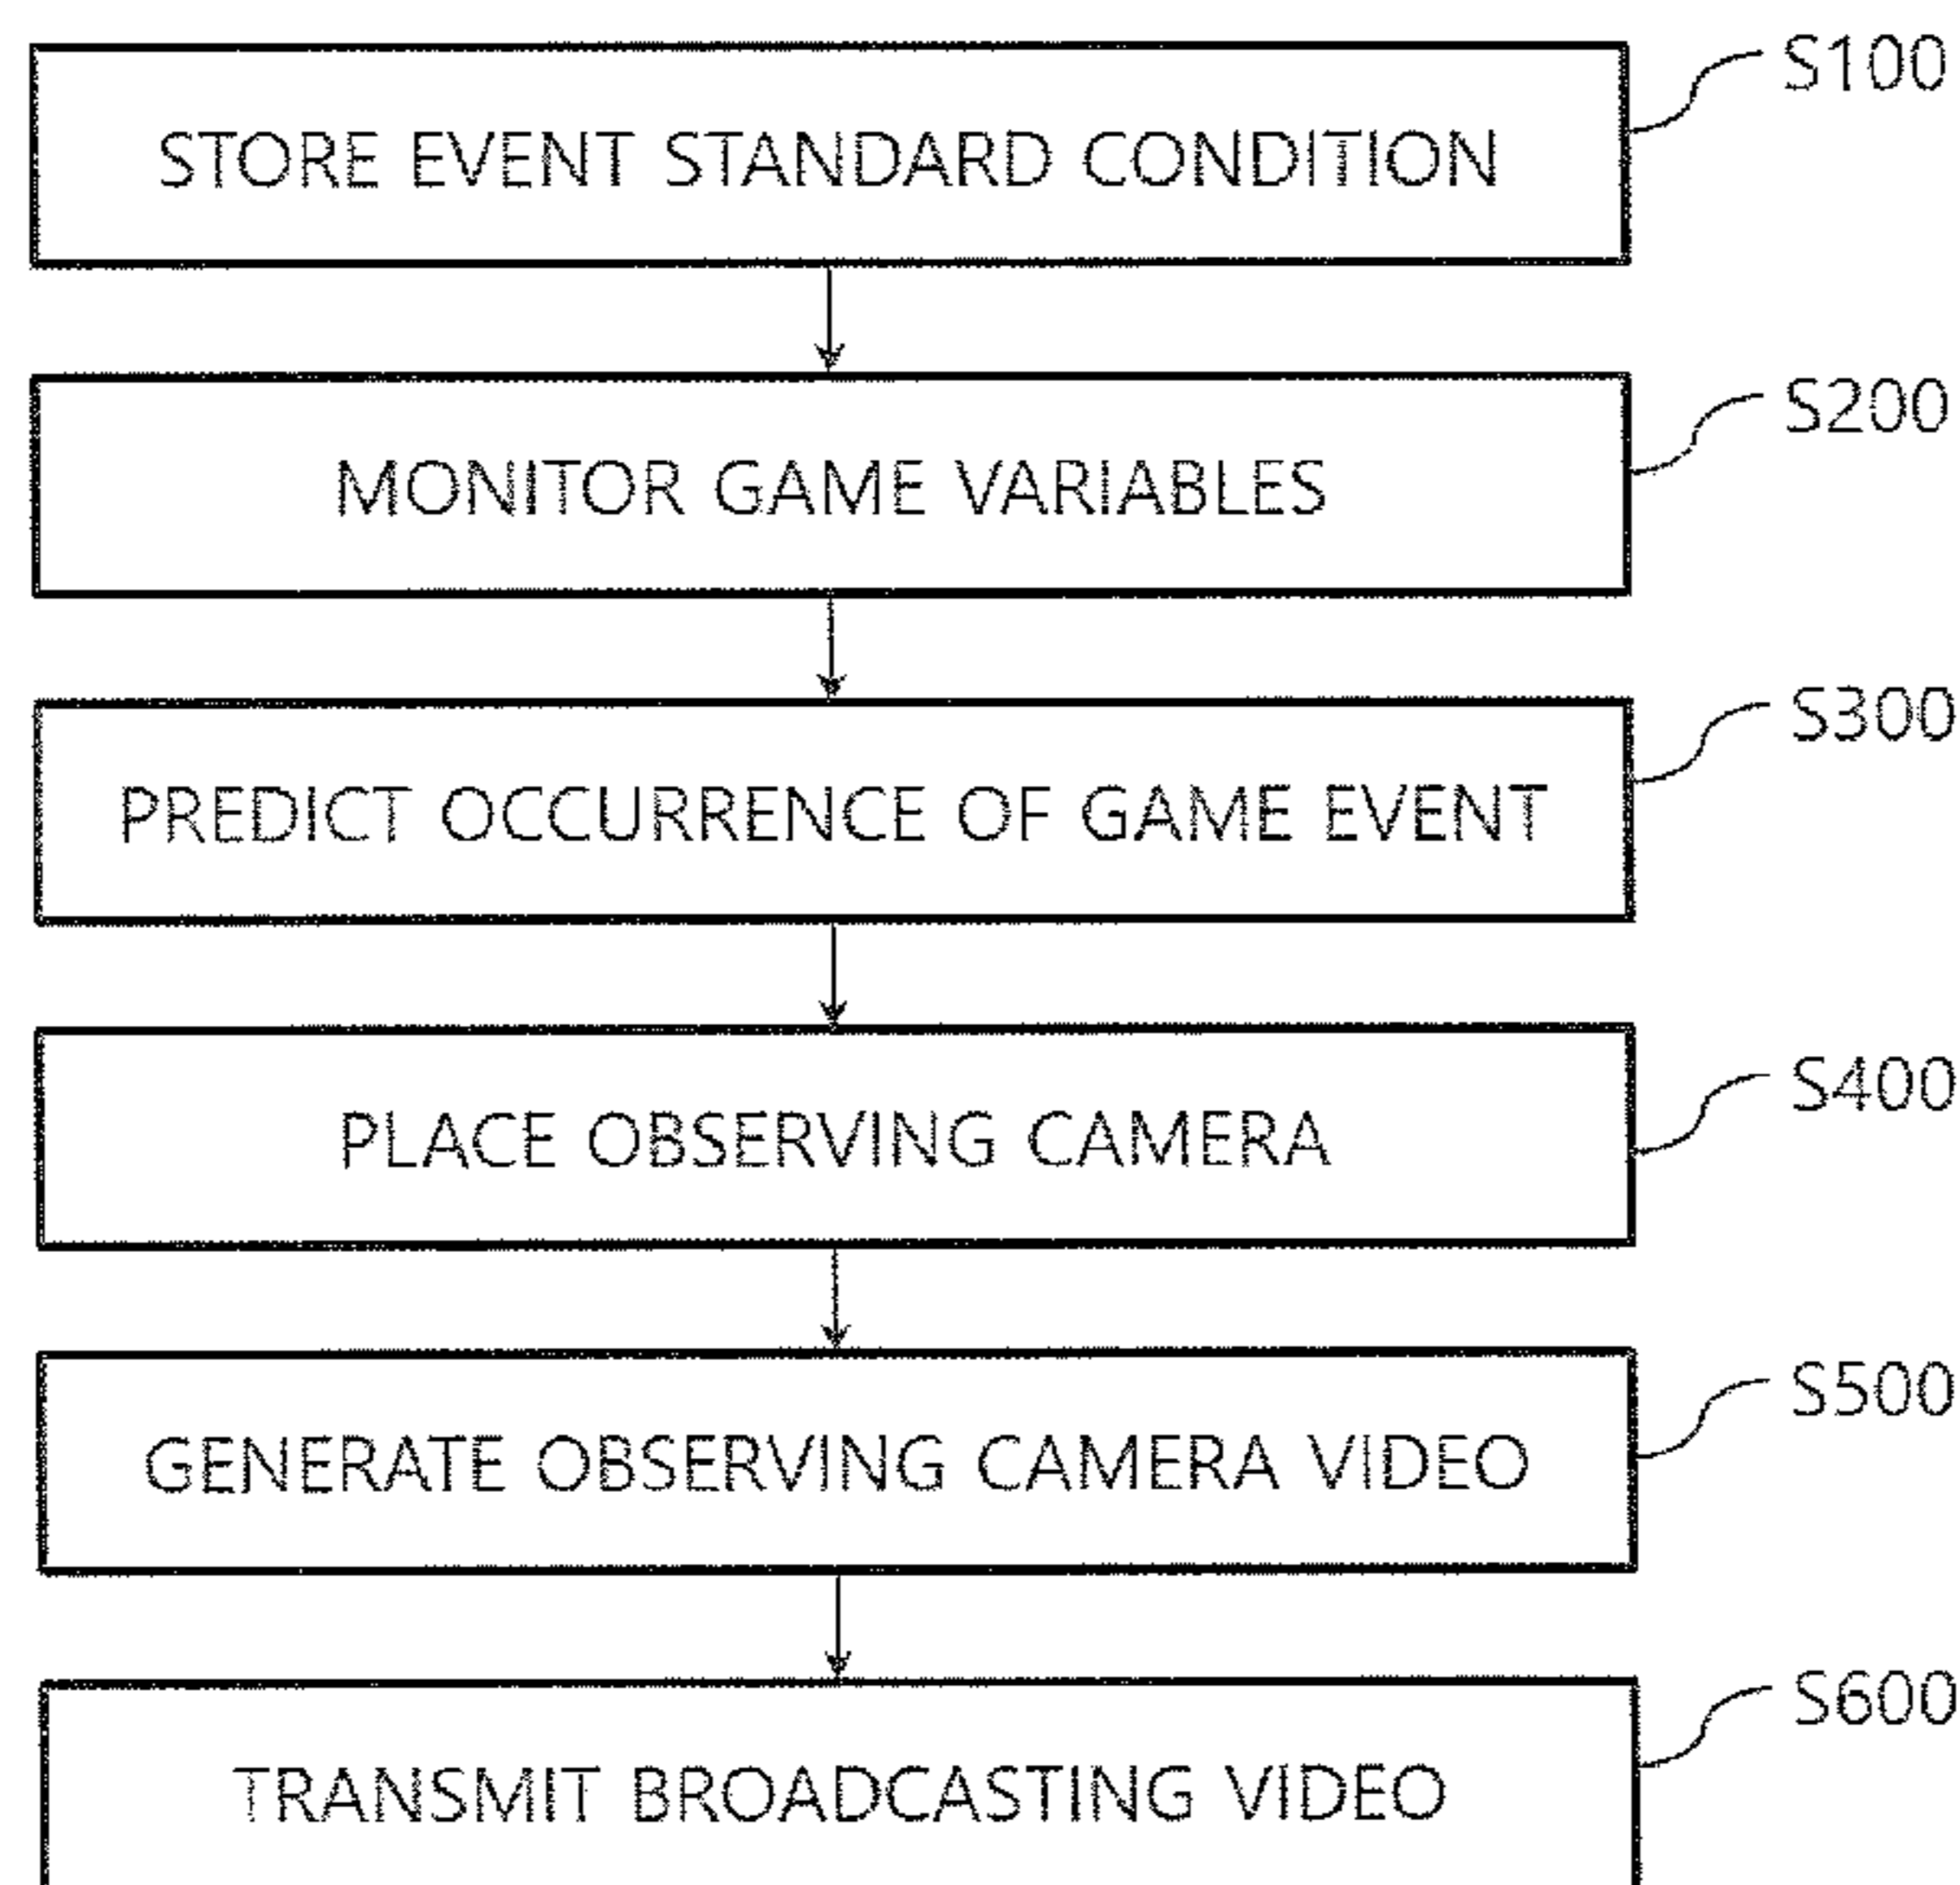 S100
STORE EVENT STANDARD CONDITION
S200
MONITOR GAME VARIABLES
S300
PREDICT OCCURRENCE OF GAME EVENT
S400
PLACE OBSERVING CAMERA
S500
GENERATE OBSERVING CAMERA VIDEO
S600
TRANSMIT BROADCASTING VIDEO